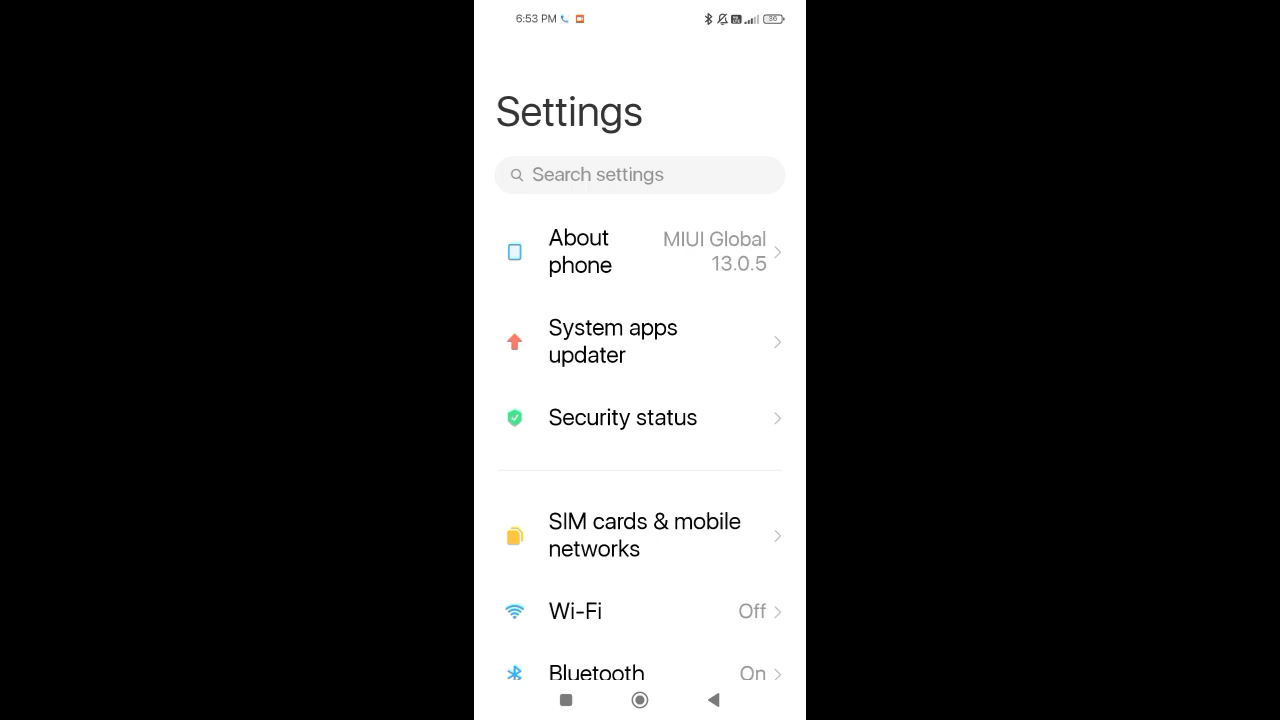 6:53 PM
36
Settings
Search settings
About phone
MIUI Global 13.0.5
System apps updater
Security status
SIM cards & mobile networks
Wi-Fi
Off
Bluetooth
On